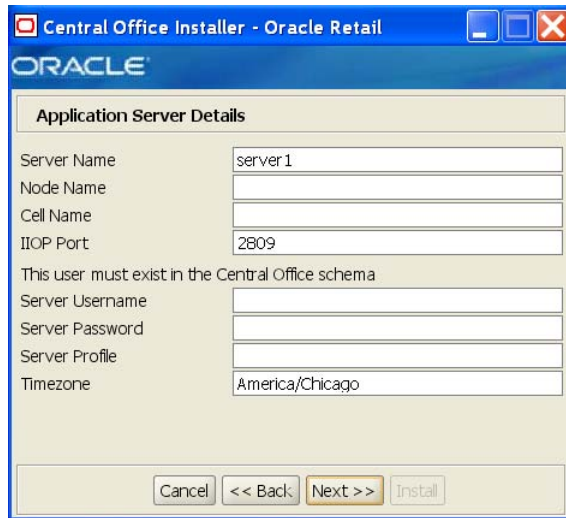 Central Office Installer - Oracle Retail
ORACLE
Application Server Details
Server Name server1
Node Name
Cell Name
IIOP Port 2809
This user must exist in the Central Office schema
Server Username
Server Password
Server Profile
Timezone America/Chicago
Cancel << Back Next >> Install